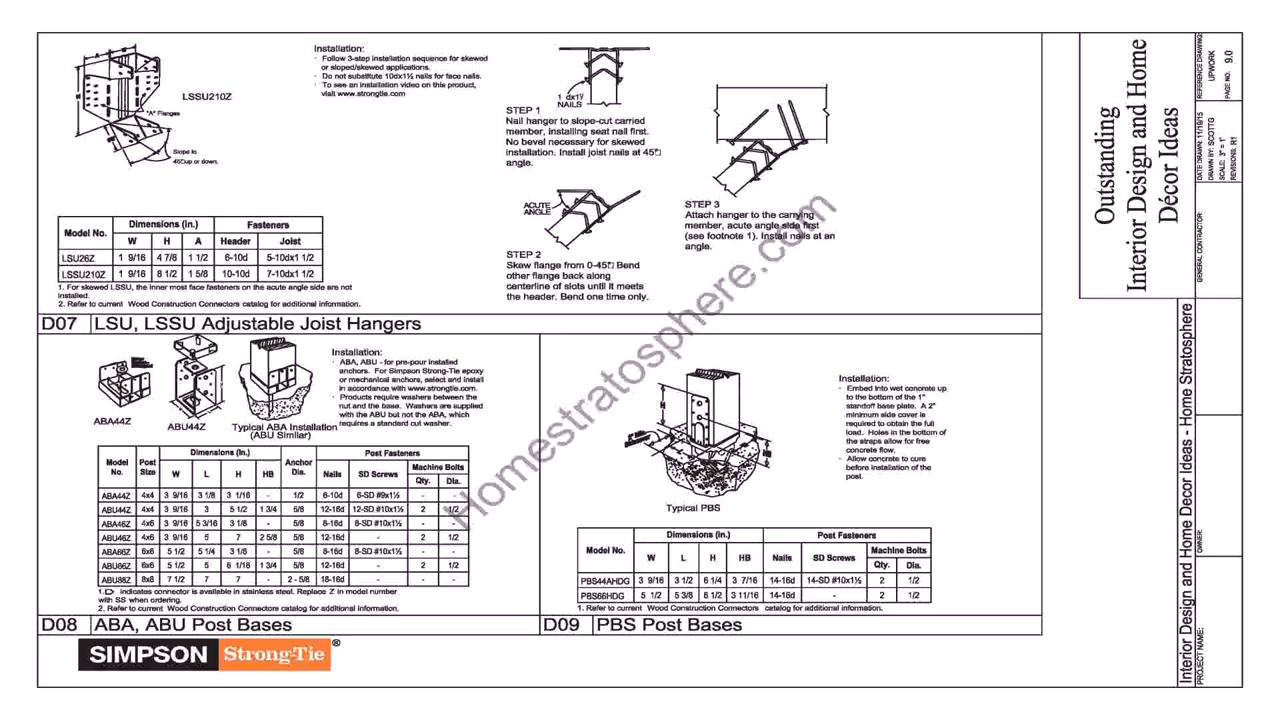 LSSU210Z
"A" Flanges
Slope to
45 up or down.
Installation:
· Follow 3-step installation sequence for skewed
or sloped/skewed applications.
· Do not substitute 10dx1½ nails for face nails.
· To see an installation video on this product,
visit www.strongtie.com
NAILS
STEP 1
Nail hanger to slope-cut carried
member, installing seat nail first.
No bevel necessary for skewed
installation. Install joist nails at 45
angle.
ACUTE
ANGLE
STEP 2
Skew flange from 0-45 Bend
other flange back along
centerline of slots until it meets
the header. Bend one time only.
STEP 3
Attach hanger to the carrying
member, acute angle side first
(see footnote 1). Install nails at an
angle.
Model No. Dimensions (in.) Fasteners
W H A Header Joist
LSU26Z 1 9/16 4 7/8 1 1/2 6-10d 5-10dx1 1/2
LSSU210Z 1 9/16 8 1/2 1 5/8 10-10d 7-10dx1 1/2
1. For skewed LSSU, the inner most face fasteners on the acute angle side are not
installed.
2. Refer to current Wood Construction Connectors catalog for additional information.
D07 LSU, LSSU Adjustable Joist Hangers
ABA44Z
ABU44Z
Typical ABA Installation
(ABU Similar)
Installation:
· ABA, ABU - for pre-pour installed
anchors. For Simpson Strong-Tie epoxy
or mechanical anchors, select and install
in accordance with www.strongtie.com.
· Products require washers between the
nut and the base. Washers are supplied
with the ABU but not the ABA, which
requires a standard cut washer.
Model No. Post Size Dimensions (in.) Anchor Dia. Post Fasteners
W L H HB Nails SD Screws Machine Bolts
Qty. Dia.
ABA44Z 4x4 3 9/16 3 1/8 3 1/16 - 1/2 6-10d 6-SD #9x1½ - -
ABU44Z 4x4 3 9/16 3 5 1/2 1 3/4 5/8 12-16d 12-SD #10x1½ 2 1/2
ABA46Z 4x6 3 9/16 5 3/16 3 1/8 - 5/8 8-16d 8-SD #10x1½ - -
ABU46Z 4x6 3 9/16 5 7 2 5/8 5/8 12-16d - 2 1/2
ABA66Z 6x6 5 1/2 5 1/4 3 1/8 - 5/8 8-16d 8-SD #10x1½ - -
ABU66Z 6x6 5 1/2 5 6 1/16 1 3/4 5/8 12-16d - 2 1/2
ABU88Z 8x8 7 1/2 7 7 - 2 - 5/8 18-16d - - -
1. indicates connector is available in stainless steel. Replace Z in model number
with SS when ordering.
2. Refer to current Wood Construction Connectors catalog for additional information.
D08 ABA, ABU Post Bases
H
HB
Typical PBS
Installation:
· Embed into wet concrete up
to the bottom of the 1"
standoff base plate. A 2"
minimum side cover is
required to obtain the full
load. Holes in the bottom of
the straps allow for free
concrete flow.
· Allow concrete to cure
before installation of the
post.
Model No. Dimensions (in.) Post Fasteners
W L H HB Nails SD Screws Machine Bolts
Qty. Dia.
PBS44AHDG 3 9/16 3 1/2 6 1/4 3 7/16 14-16d 14-SD #10x1½ 2 1/2
PBS66HDG 5 1/2 5 3/8 6 1/2 3 11/16 14-16d - 2 1/2
1. Refer to current Wood Construction Connectors catalog for additional information.
D09 PBS Post Bases
SIMPSON Strong-Tie ®
Homestratosphere.com
Outstanding
Interior Design and Home
Décor Ideas
REFERENCE DRAWING:
UPWORK
PAGE NO. 9.0
DATE DRAWN: 11/19/15
DRAWN BY: SCOTTG
SCALE: 3" = 1"
REVISIONS: R1
GENERAL CONTRACTOR:
OWNER:
Interior Design and Home Decor Ideas - Home Stratosphere
PROJECT NAME: